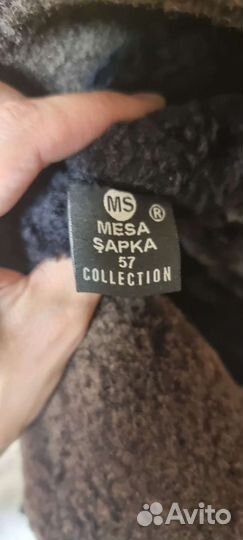 MS ®
MESA
ŞAPKA
57
COLLECTION
Avito